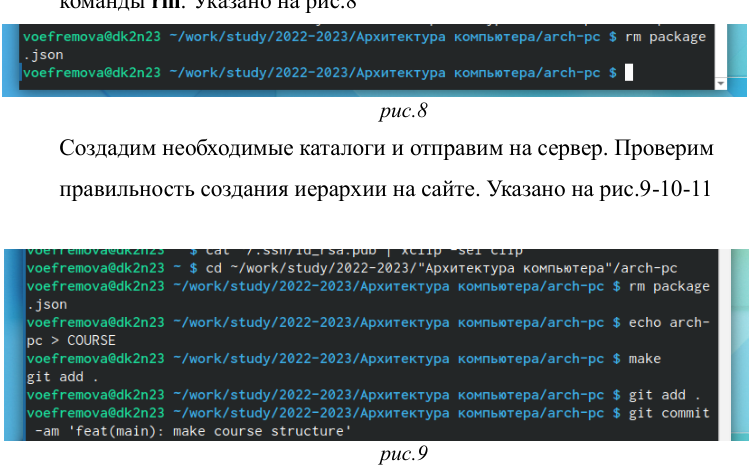 команды rm. Указано на рис.8
voefremova@dk2n23 ~/work/study/2022-2023/Архитектура компьютера/arch-pc $ rm package
.json
voefremova@dk2n23 ~/work/study/2022-2023/Архитектура компьютера/arch-pc $
рис.8
Создадим необходимые каталоги и отправим на сервер. Проверим
правильность создания иерархии на сайте. Указано на рис.9-10-11
voefremova@dk2n23 ~ $ cat ~/.ssh/id_rsa.pub | xclip -sel clip
voefremova@dk2n23 ~ $ cd ~/work/study/2022-2023/"Архитектура компьютера"/arch-pc
voefremova@dk2n23 ~/work/study/2022-2023/Архитектура компьютера/arch-pc $ rm package
.json
voefremova@dk2n23 ~/work/study/2022-2023/Архитектура компьютера/arch-pc $ echo arch-
pc > COURSE
voefremova@dk2n23 ~/work/study/2022-2023/Архитектура компьютера/arch-pc $ make
git add .
voefremova@dk2n23 ~/work/study/2022-2023/Архитектура компьютера/arch-pc $ git add .
voefremova@dk2n23 ~/work/study/2022-2023/Архитектура компьютера/arch-pc $ git commit
-am 'feat(main): make course structure'
рис.9